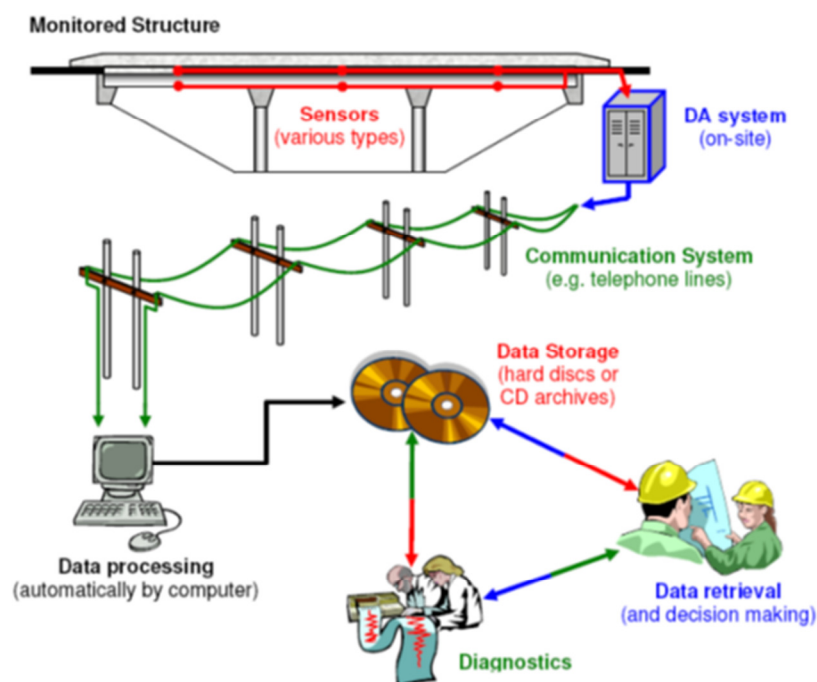 Monitored Structure
Sensors
(various types)
DA system
(on-site)
Communication System
(e.g. telephone lines)
Data Storage
(hard discs or
CD archives)
Data processing
(automatically by computer)
Data retrieval
(and decision making)
Diagnostics